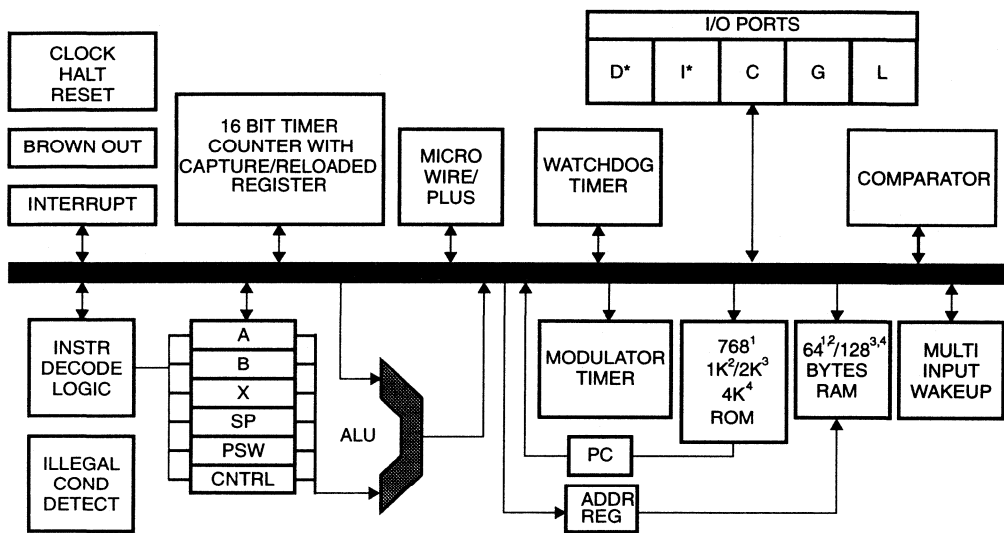 I/O PORTS
D* I* C G L
CLOCK
HALT
RESET
BROWN OUT
INTERRUPT
16 BIT TIMER
COUNTER WITH
CAPTURE/RELOADED
REGISTER
MICRO
WIRE/
PLUS
WATCHDOG
TIMER
COMPARATOR
INSTR
DECODE
LOGIC
ILLEGAL
COND
DETECT
A
B
X
SP
PSW
CNTRL
ALU
MODULATOR
TIMER
768¹
1K²/2K³
4K⁴
ROM
64¹²/128³,⁴
BYTES
RAM
MULTI
INPUT
WAKEUP
PC
ADDR
REG